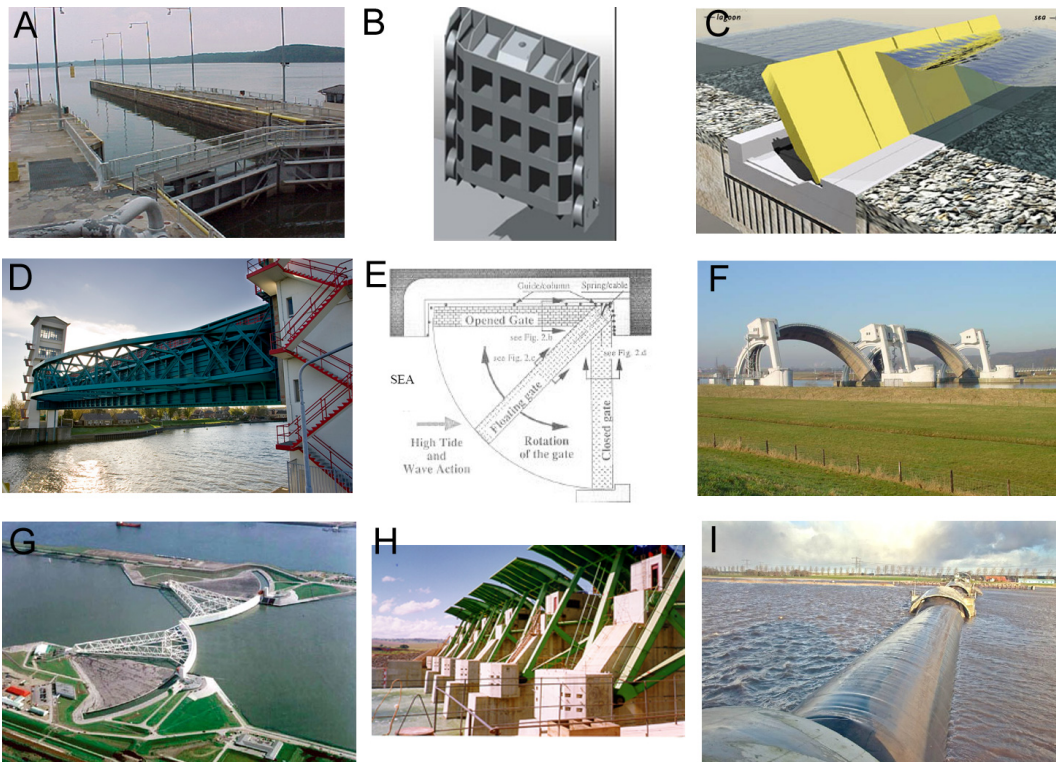 A
B
C
lagoon
sea
D
E
Guide/column
Spring/cable
Opened Gate
see Fig. 2.b
see Fig. 2.c
see Fig. 2.d
SEA
Floating gate
Closed gate
High Tide
and
Wave Action
Rotation
of the gate
F
G
H
I